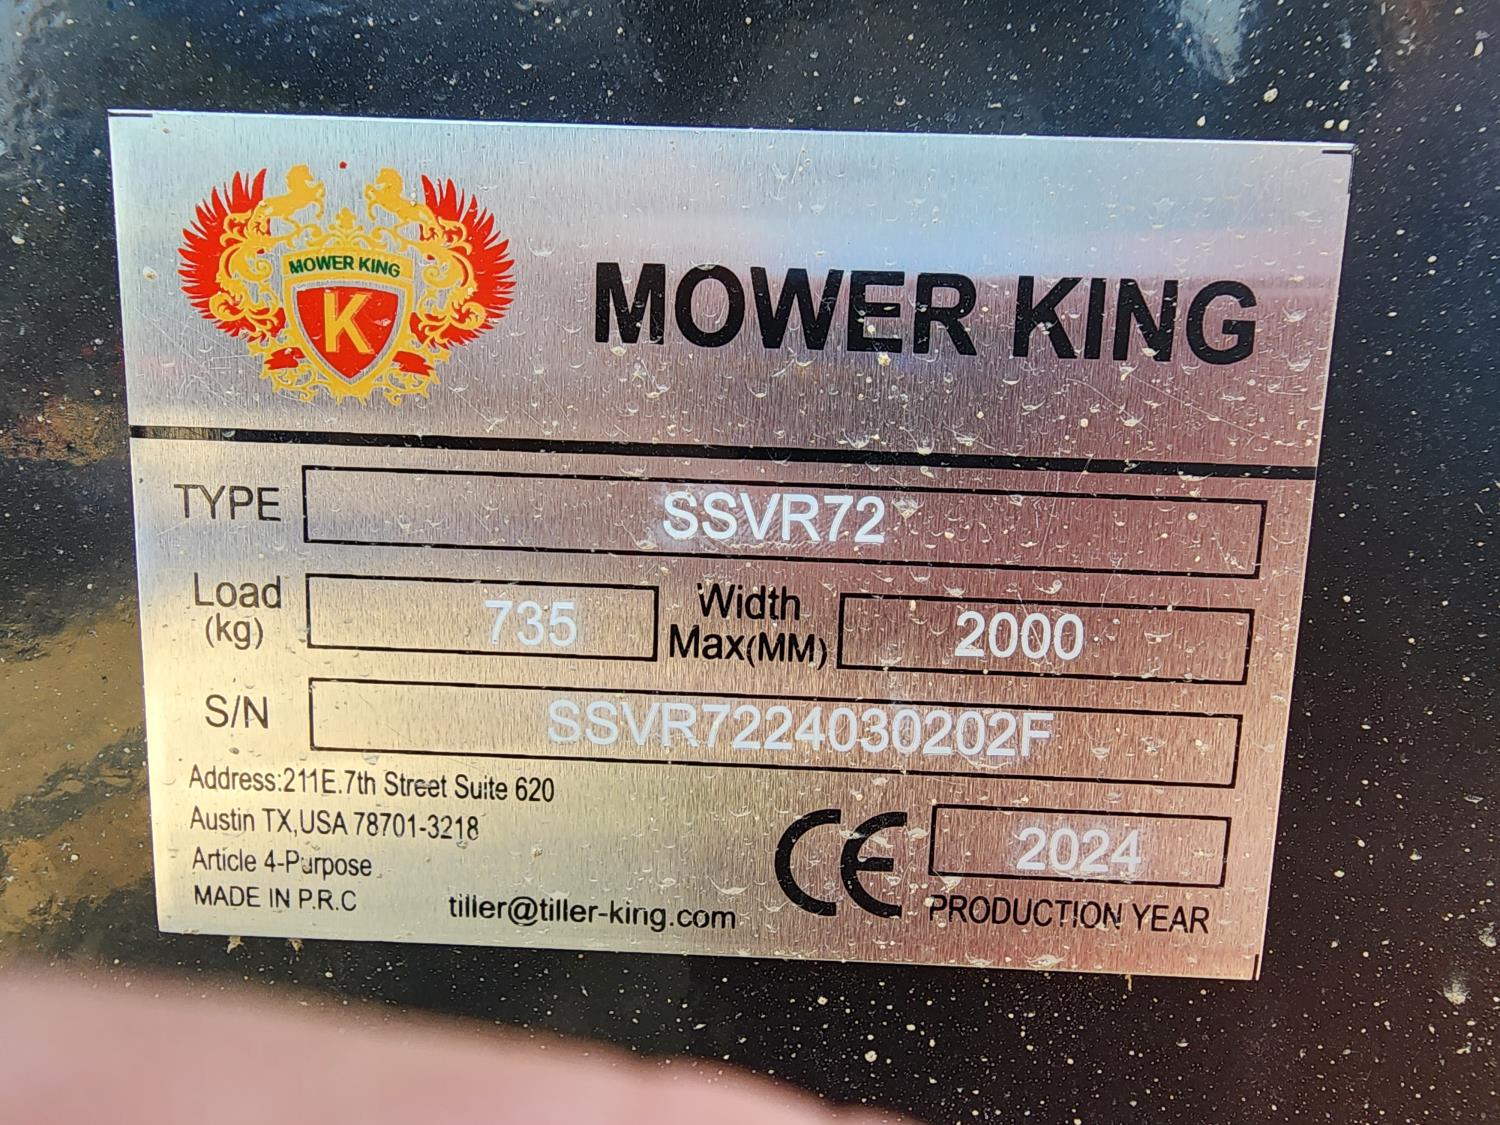 MOWER KING
K
MOWER KING
TYPE SSVR72
Load (kg) 735 Width Max(MM) 2000
S/N SSVR7224030202F
Address:211E.7th Street Suite 620
Austin TX,USA 78701-3218
Article 4-Purpose
MADE IN P.R.C
tiller@tiller-king.com
CE 2024
PRODUCTION YEAR